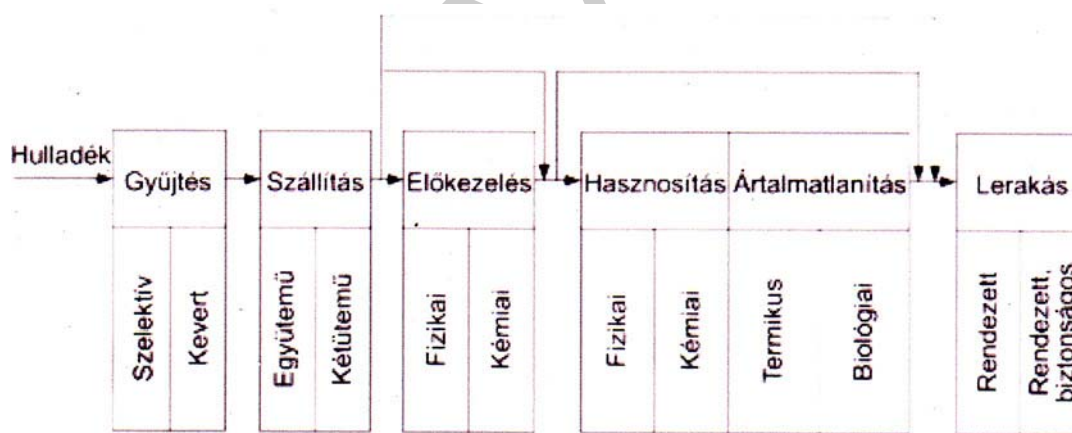 Hulladék
Gyűjtés
Szállítás
Előkezelés
Hasznosítás
Ártalmatlanítás
Lerakás
Szelektív
Kevert
Együtemű
Kétütemű
Fizikai
Kémiai
Fizikai
Kémiai
Termikus
Biológiai
Rendezett
Rendezett,
biztonságos